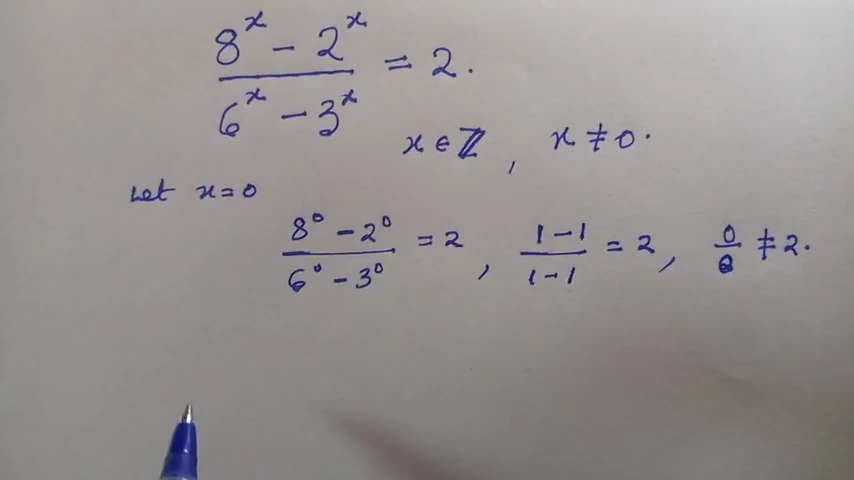 8^x - 2^x / 6^x - 3^x = 2.
x ∈ ℤ, x ≠ 0.
Let x = 0
8^0 - 2^0 / 6^0 - 3^0 = 2, 1-1 / 1-1 = 2, 0/0 ≠ 2.